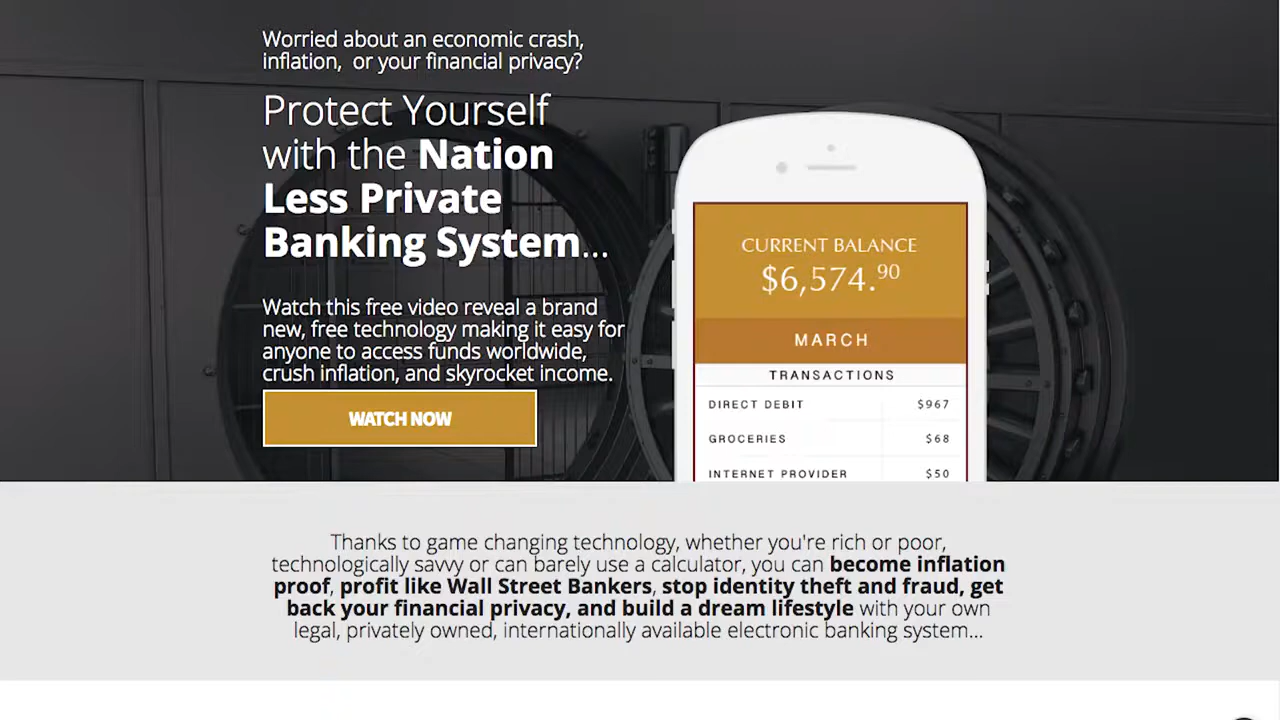 Worried about an economic crash,
inflation, or your financial privacy?
Protect Yourself
with the Nation
Less Private
Banking System...
Watch this free video reveal a brand
new, free technology making it easy for
anyone to access funds worldwide,
crush inflation, and skyrocket income.
WATCH NOW
CURRENT BALANCE
$6,574.90
MARCH
TRANSACTIONS
DIRECT DEBIT $967
GROCERIES $68
INTERNET PROVIDER $50
Thanks to game changing technology, whether you're rich or poor,
technologically savvy or can barely use a calculator, you can become inflation
proof, profit like Wall Street Bankers, stop identity theft and fraud, get
back your financial privacy, and build a dream lifestyle with your own
legal, privately owned, internationally available electronic banking system...